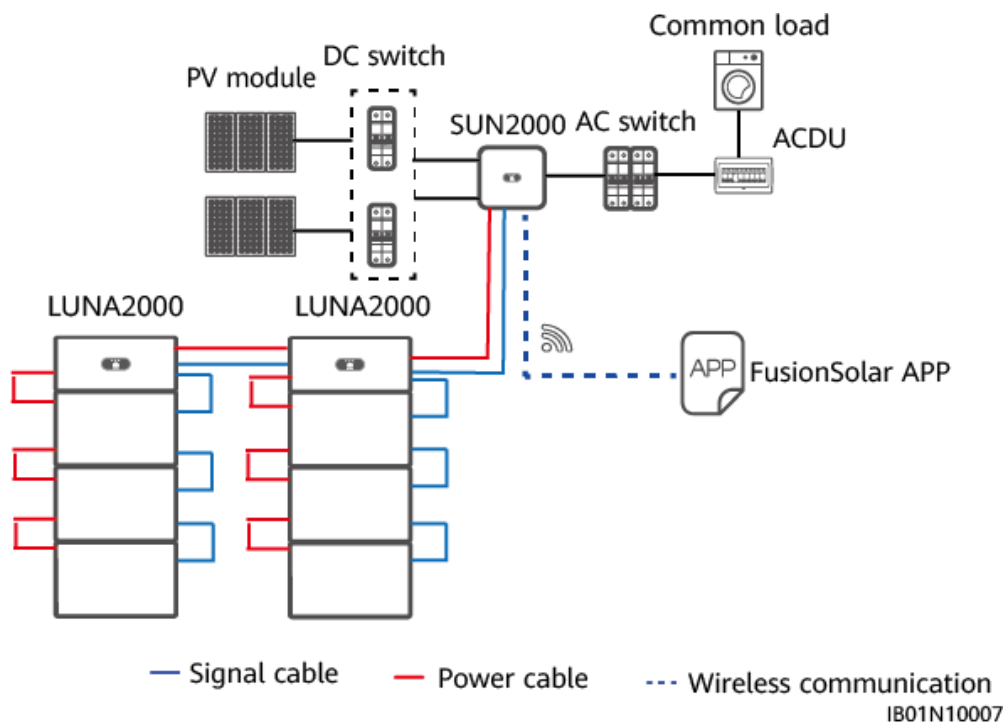 Common load
DC switch
PV module
SUN2000
AC switch
ACDU
LUNA2000
LUNA2000
APP
FusionSolar APP
Signal cable
Power cable
Wireless communication
IB01N10007